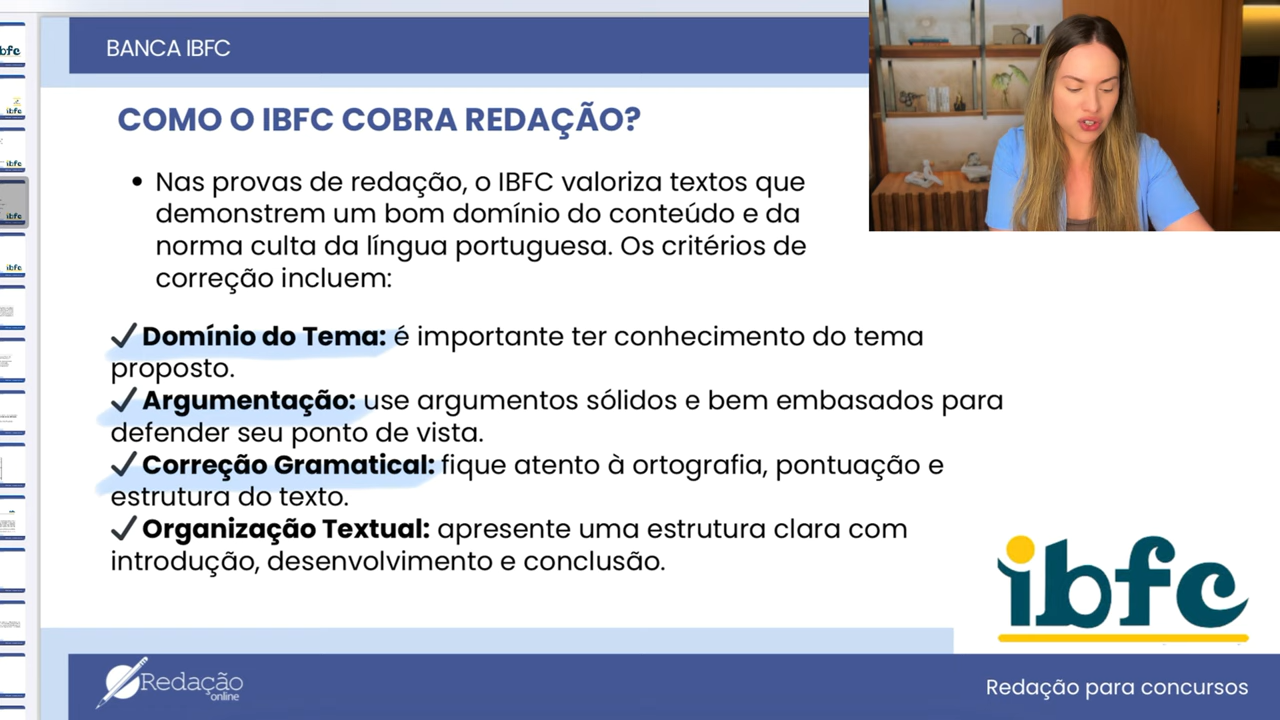 BANCA IBFC
COMO O IBFC COBRA REDAÇÃO?
• Nas provas de redação, o IBFC valoriza textos que
demonstrem um bom domínio do conteúdo e da
norma culta da língua portuguesa. Os critérios de
correção incluem:
✓ Domínio do Tema: é importante ter conhecimento do tema
proposto.
✓ Argumentação: use argumentos sólidos e bem embasados para
defender seu ponto de vista.
✓ Correção Gramatical: fique atento à ortografia, pontuação e
estrutura do texto.
✓ Organização Textual: apresente uma estrutura clara com
introdução, desenvolvimento e conclusão.
ibfc
Redação
online
Redação para concursos